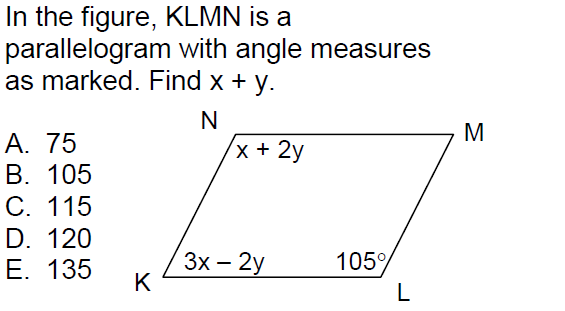 In the figure, KLMN is a
parallelogram with angle measures
as marked. Find x + y.
N
M
A. 75
x + 2y
B. 105
C. 115
D. 120
3x – 2y
105°
E. 135
K
L